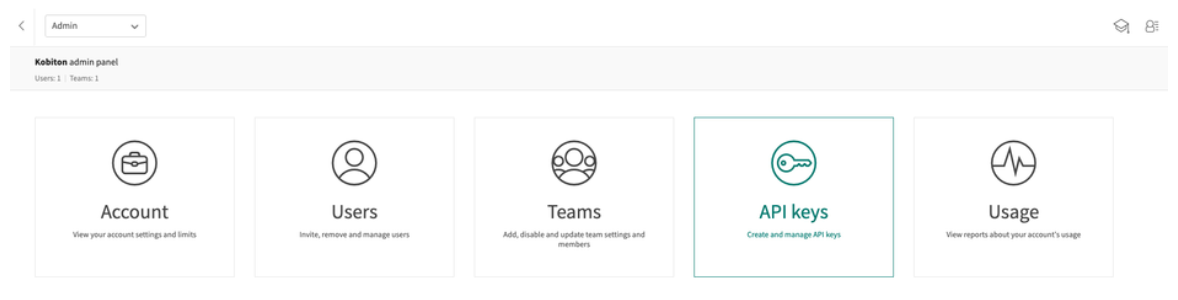 Admin
Kobiton admin panel
Users: 1 | Teams: 1
Account
View your account settings and limits
Users
Invite, remove and manage users
Teams
Add, disable and update team settings and
members
API keys
Create and manage API keys
Usage
View reports about your account's usage